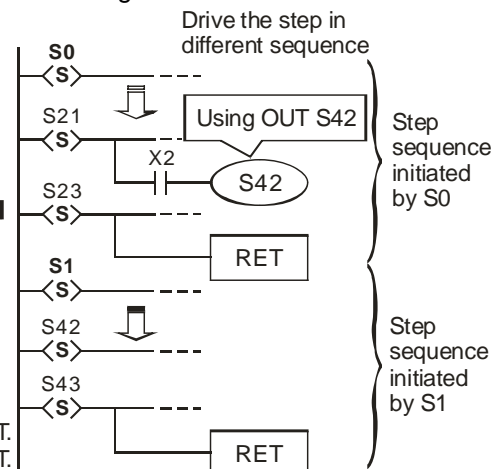 Drive the step in
different sequence
S0
S
S21
S
Using OUT S42
X2
S42
S23
S
RET
Step
sequence
initiated
by S0
S1
S
S42
S
S43
S
RET
Step
sequence
initiated
by S1
T.
T.